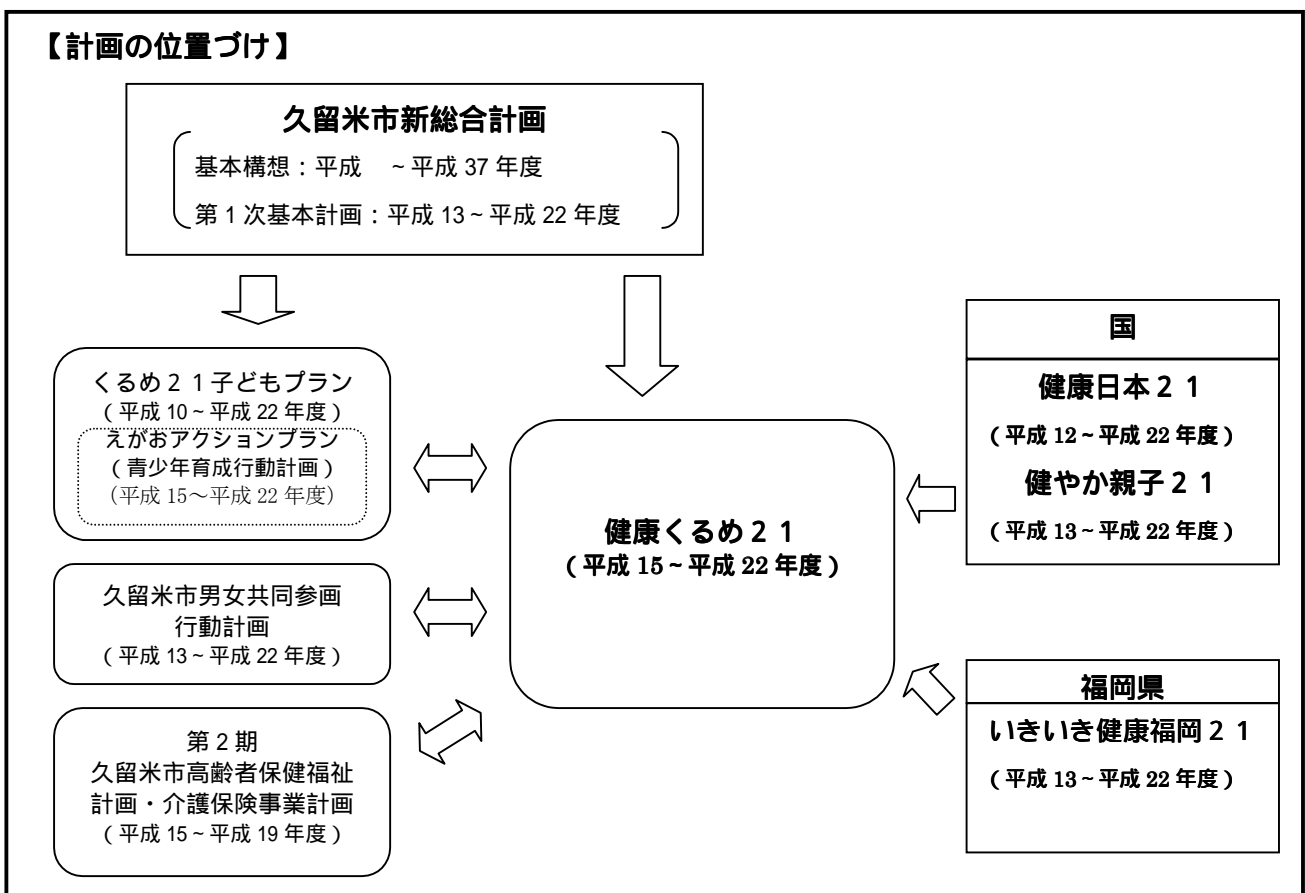 【計画の位置づけ】
久留米市新総合計画
基本構想：平成　～平成 37 年度
第 1 次基本計画：平成 13～平成 22 年度
くるめ２１子どもプラン
（平成 10～平成 22 年度）
えがおアクションプラン
（青少年育成行動計画）
（平成 15～平成 22 年度）
久留米市男女共同参画
行動計画
（平成 13～平成 22 年度）
第２期
久留米市高齢者保健福祉
計画・介護保険事業計画
（平成 15～平成 19 年度）
健康くるめ２１
（平成 15～平成 22 年度）
国
健康日本２１
（平成 12～平成 22 年度）
健やか親子２１
（平成 13～平成 22 年度）
福岡県
いきいき健康福岡２１
（平成 13～平成 22 年度）